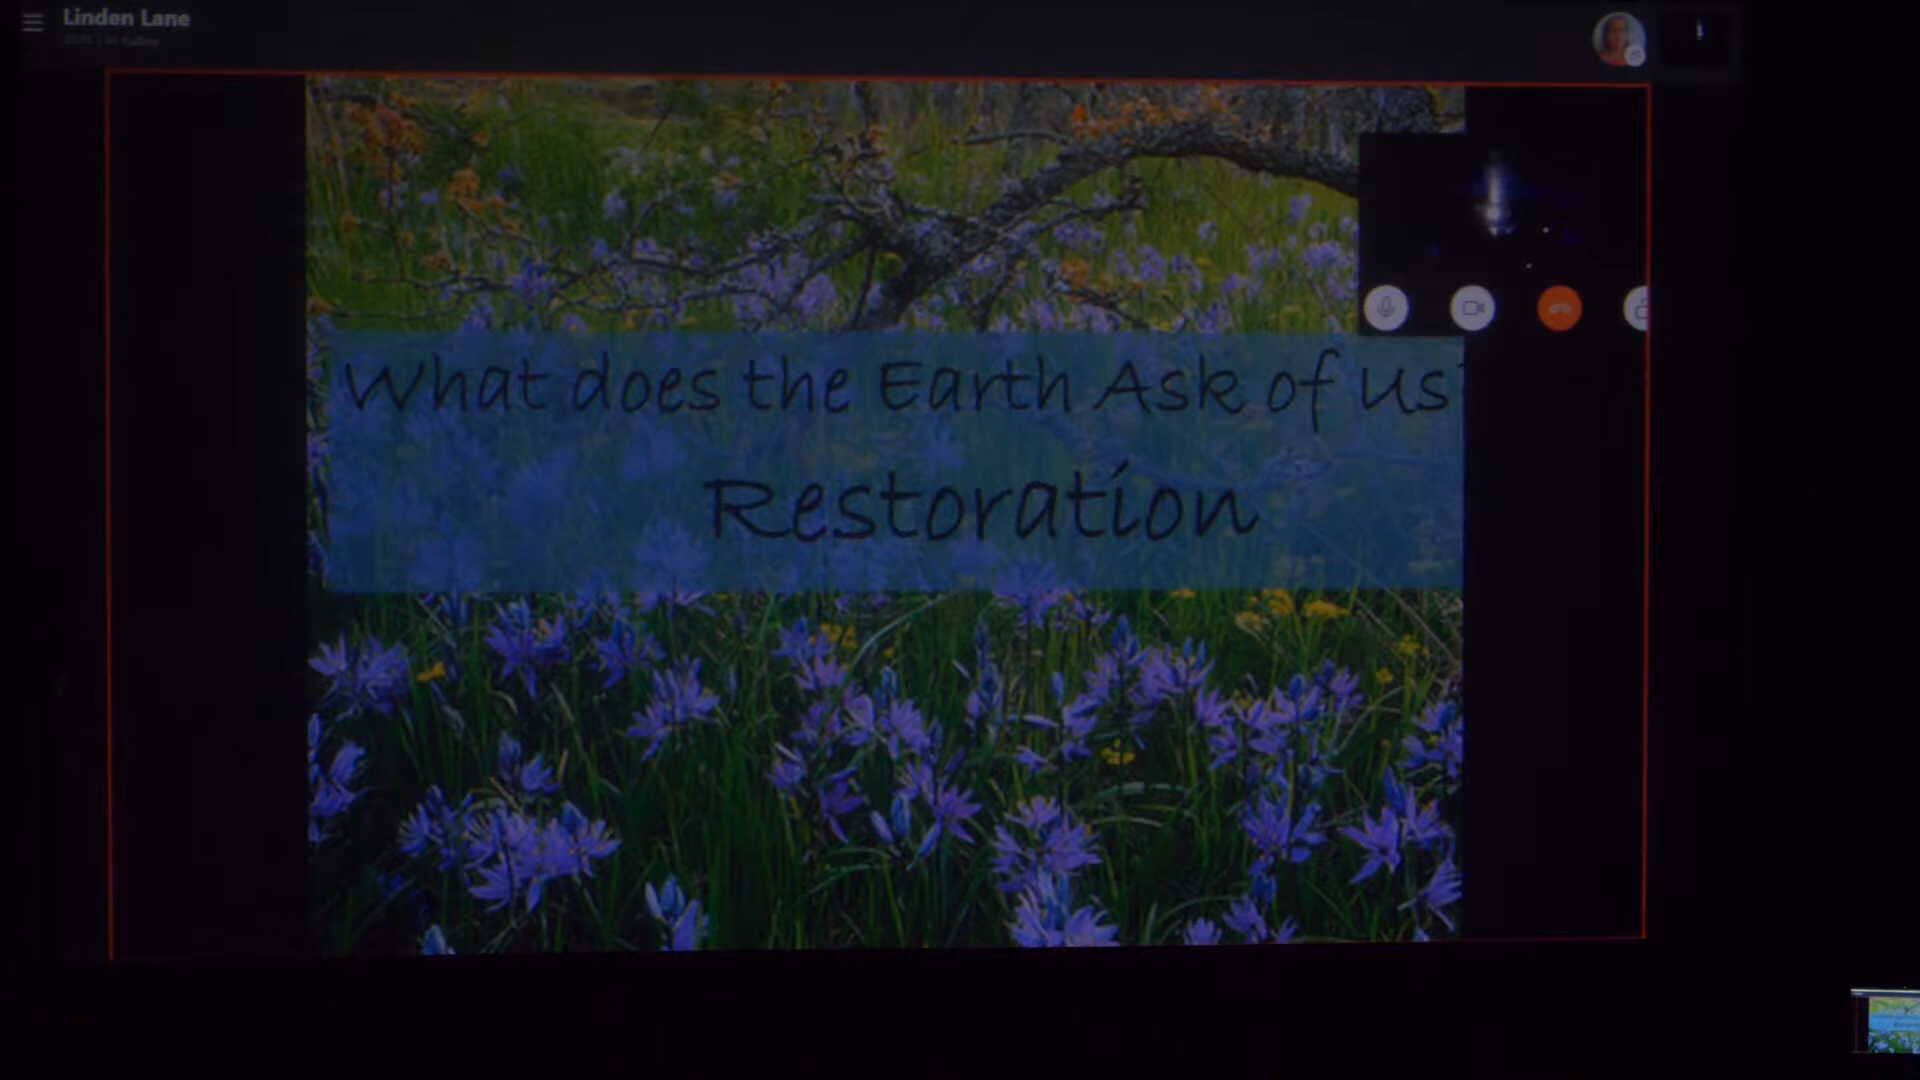 Linden Lane
What does the Earth Ask of Us?
Restoration